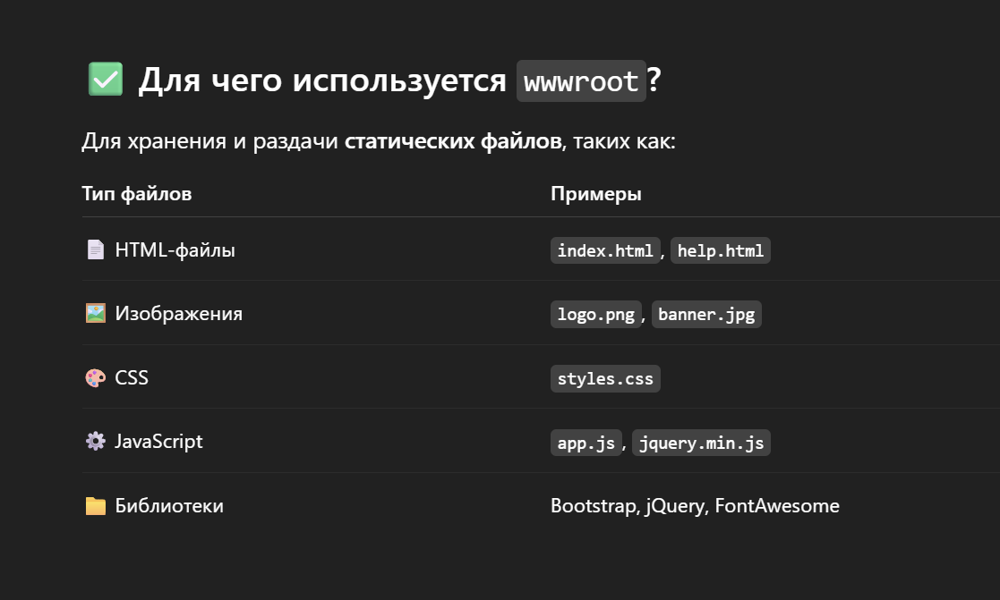 Для чего используется wwwroot?
Для хранения и раздачи статических файлов, таких как:
Тип файлов Примеры
HTML-файлы index.html, help.html
Изображения logo.png, banner.jpg
CSS styles.css
JavaScript app.js, jquery.min.js
Библиотеки Bootstrap, jQuery, FontAwesome